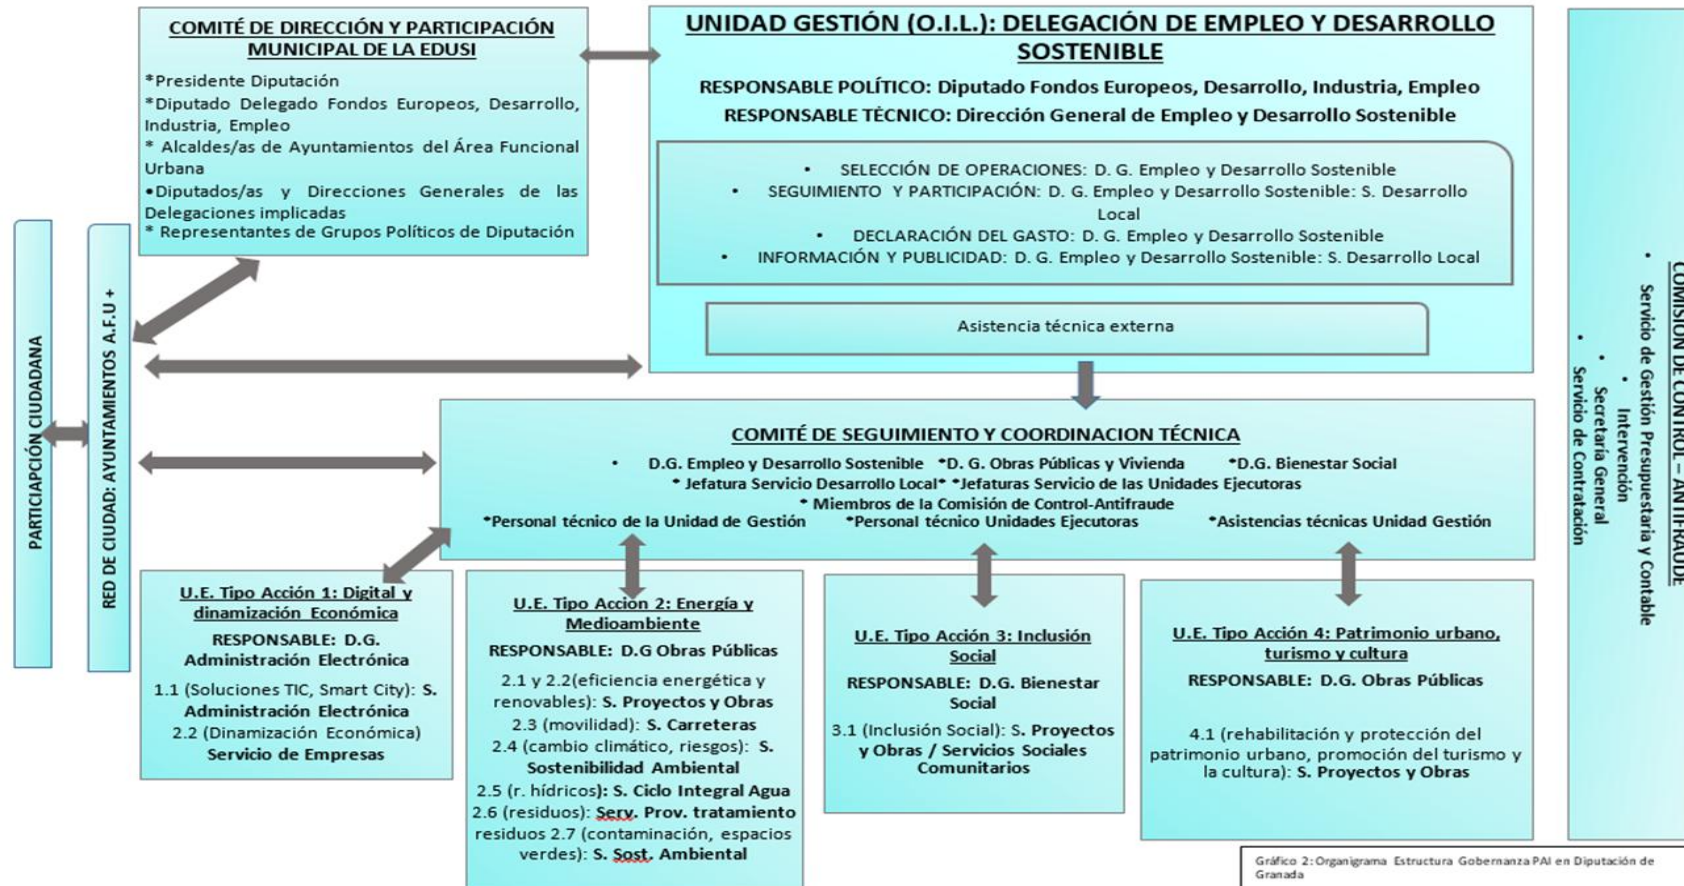 COMITÉ DE DIRECCIÓN Y PARTICIPACIÓN
MUNICIPAL DE LA EDUSI
*Presidente Diputación
*Diputado Delegado Fondos Europeos, Desarrollo,
Industria, Empleo
* Alcaldes/as de Ayuntamientos del Área Funcional
Urbana
•Diputados/as y Direcciones Generales de las
Delegaciones implicadas
* Representantes de Grupos Políticos de Diputación
UNIDAD GESTIÓN (O.I.L.): DELEGACIÓN DE EMPLEO Y DESARROLLO
SOSTENIBLE
RESPONSABLE POLÍTICO: Diputado Fondos Europeos, Desarrollo, Industria, Empleo
RESPONSABLE TÉCNICO: Dirección General de Empleo y Desarrollo Sostenible
• SELECCIÓN DE OPERACIONES: D. G. Empleo y Desarrollo Sostenible
• SEGUIMIENTO Y PARTICIPACIÓN: D. G. Empleo y Desarrollo Sostenible: S. Desarrollo
Local
• DECLARACIÓN DEL GASTO: D. G. Empleo y Desarrollo Sostenible
• INFORMACIÓN Y PUBLICIDAD: D. G. Empleo y Desarrollo Sostenible: S. Desarrollo Local
Asistencia técnica externa
PARTICIAPCIÓN CIUDADANA
RED DE CIUDAD: AYUNTAMIENTOS A.F.U +
COMITÉ DE SEGUIMIENTO Y COORDINACION TÉCNICA
• D.G. Empleo y Desarrollo Sostenible *D. G. Obras Públicas y Vivienda *D.G. Bienestar Social
* Jefatura Servicio Desarrollo Local* *Jefaturas Servicio de las Unidades Ejecutoras
* Miembros de la Comisión de Control-Antifraude
*Personal técnico de la Unidad de Gestión *Personal técnico Unidades Ejecutoras *Asistencias técnicas Unidad Gestión
U.E. Tipo Acción 1: Digital y
dinamización Económica
RESPONSABLE: D.G.
Administración Electrónica
1.1 (Soluciones TIC, Smart City): S.
Administración Electrónica
2.2 (Dinamización Económica)
Servicio de Empresas
U.E. Tipo Acción 2: Energía y
Medioambiente
RESPONSABLE: D.G Obras Públicas
2.1 y 2.2(eficiencia energética y
renovables): S. Proyectos y Obras
2.3 (movilidad): S. Carreteras
2.4 (cambio climático, riesgos): S.
Sostenibilidad Ambiental
2.5 (r. hídricos): S. Ciclo Integral Agua
2.6 (residuos): Serv. Prov. tratamiento
residuos 2.7 (contaminación, espacios
verdes): S. Sost. Ambiental
U.E. Tipo Acción 3: Inclusión
Social
RESPONSABLE: D.G. Bienestar
Social
3.1 (Inclusión Social): S. Proyectos
y Obras / Servicios Sociales
Comunitarios
U.E. Tipo Acción 4: Patrimonio urbano,
turismo y cultura
RESPONSABLE: D.G. Obras Públicas
4.1 (rehabilitación y protección del
patrimonio urbano, promoción del turismo y
la cultura): S. Proyectos y Obras
COMISIÓN DE CONTROL – ANTIFRAUDE
• Servicio de Gestión Presupuestaria y Contable
• Intervención
• Secretaría General
• Servicio de Contratación
Gráfico 2: Organigrama Estructura Gobernanza PAI en Diputación de
Granada